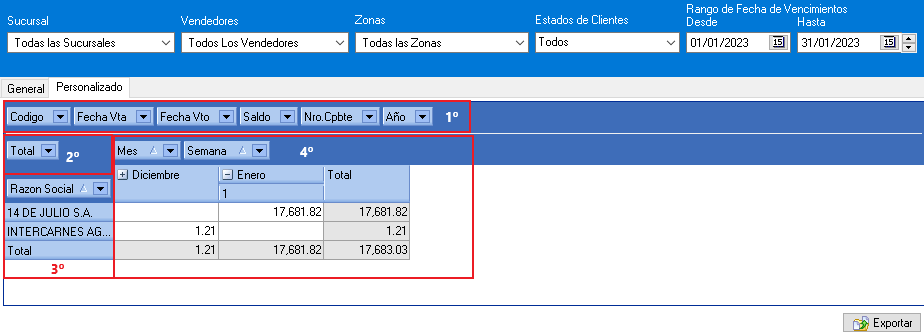 Sucursal Vendedores Zonas Estados de Clientes Rango de Fecha de Vencimientos
Desde Hasta
Todas las Sucursales Todos Los Vendedores Todas las Zonas Todos 01/01/2023 15 31/01/2023 15
General Personalizado
Codigo Fecha Vta Fecha Vto Saldo Nro.Cpbte Año 1º
Total 2º Mes Semana 4º
Diciembre Enero Total
Razon Social 1
14 DE JULIO S.A. 17,681.82 17,681.82
INTERCARNES AG... 1.21 1.21
Total 1.21 17,681.82 17,683.03
3º
Exportar